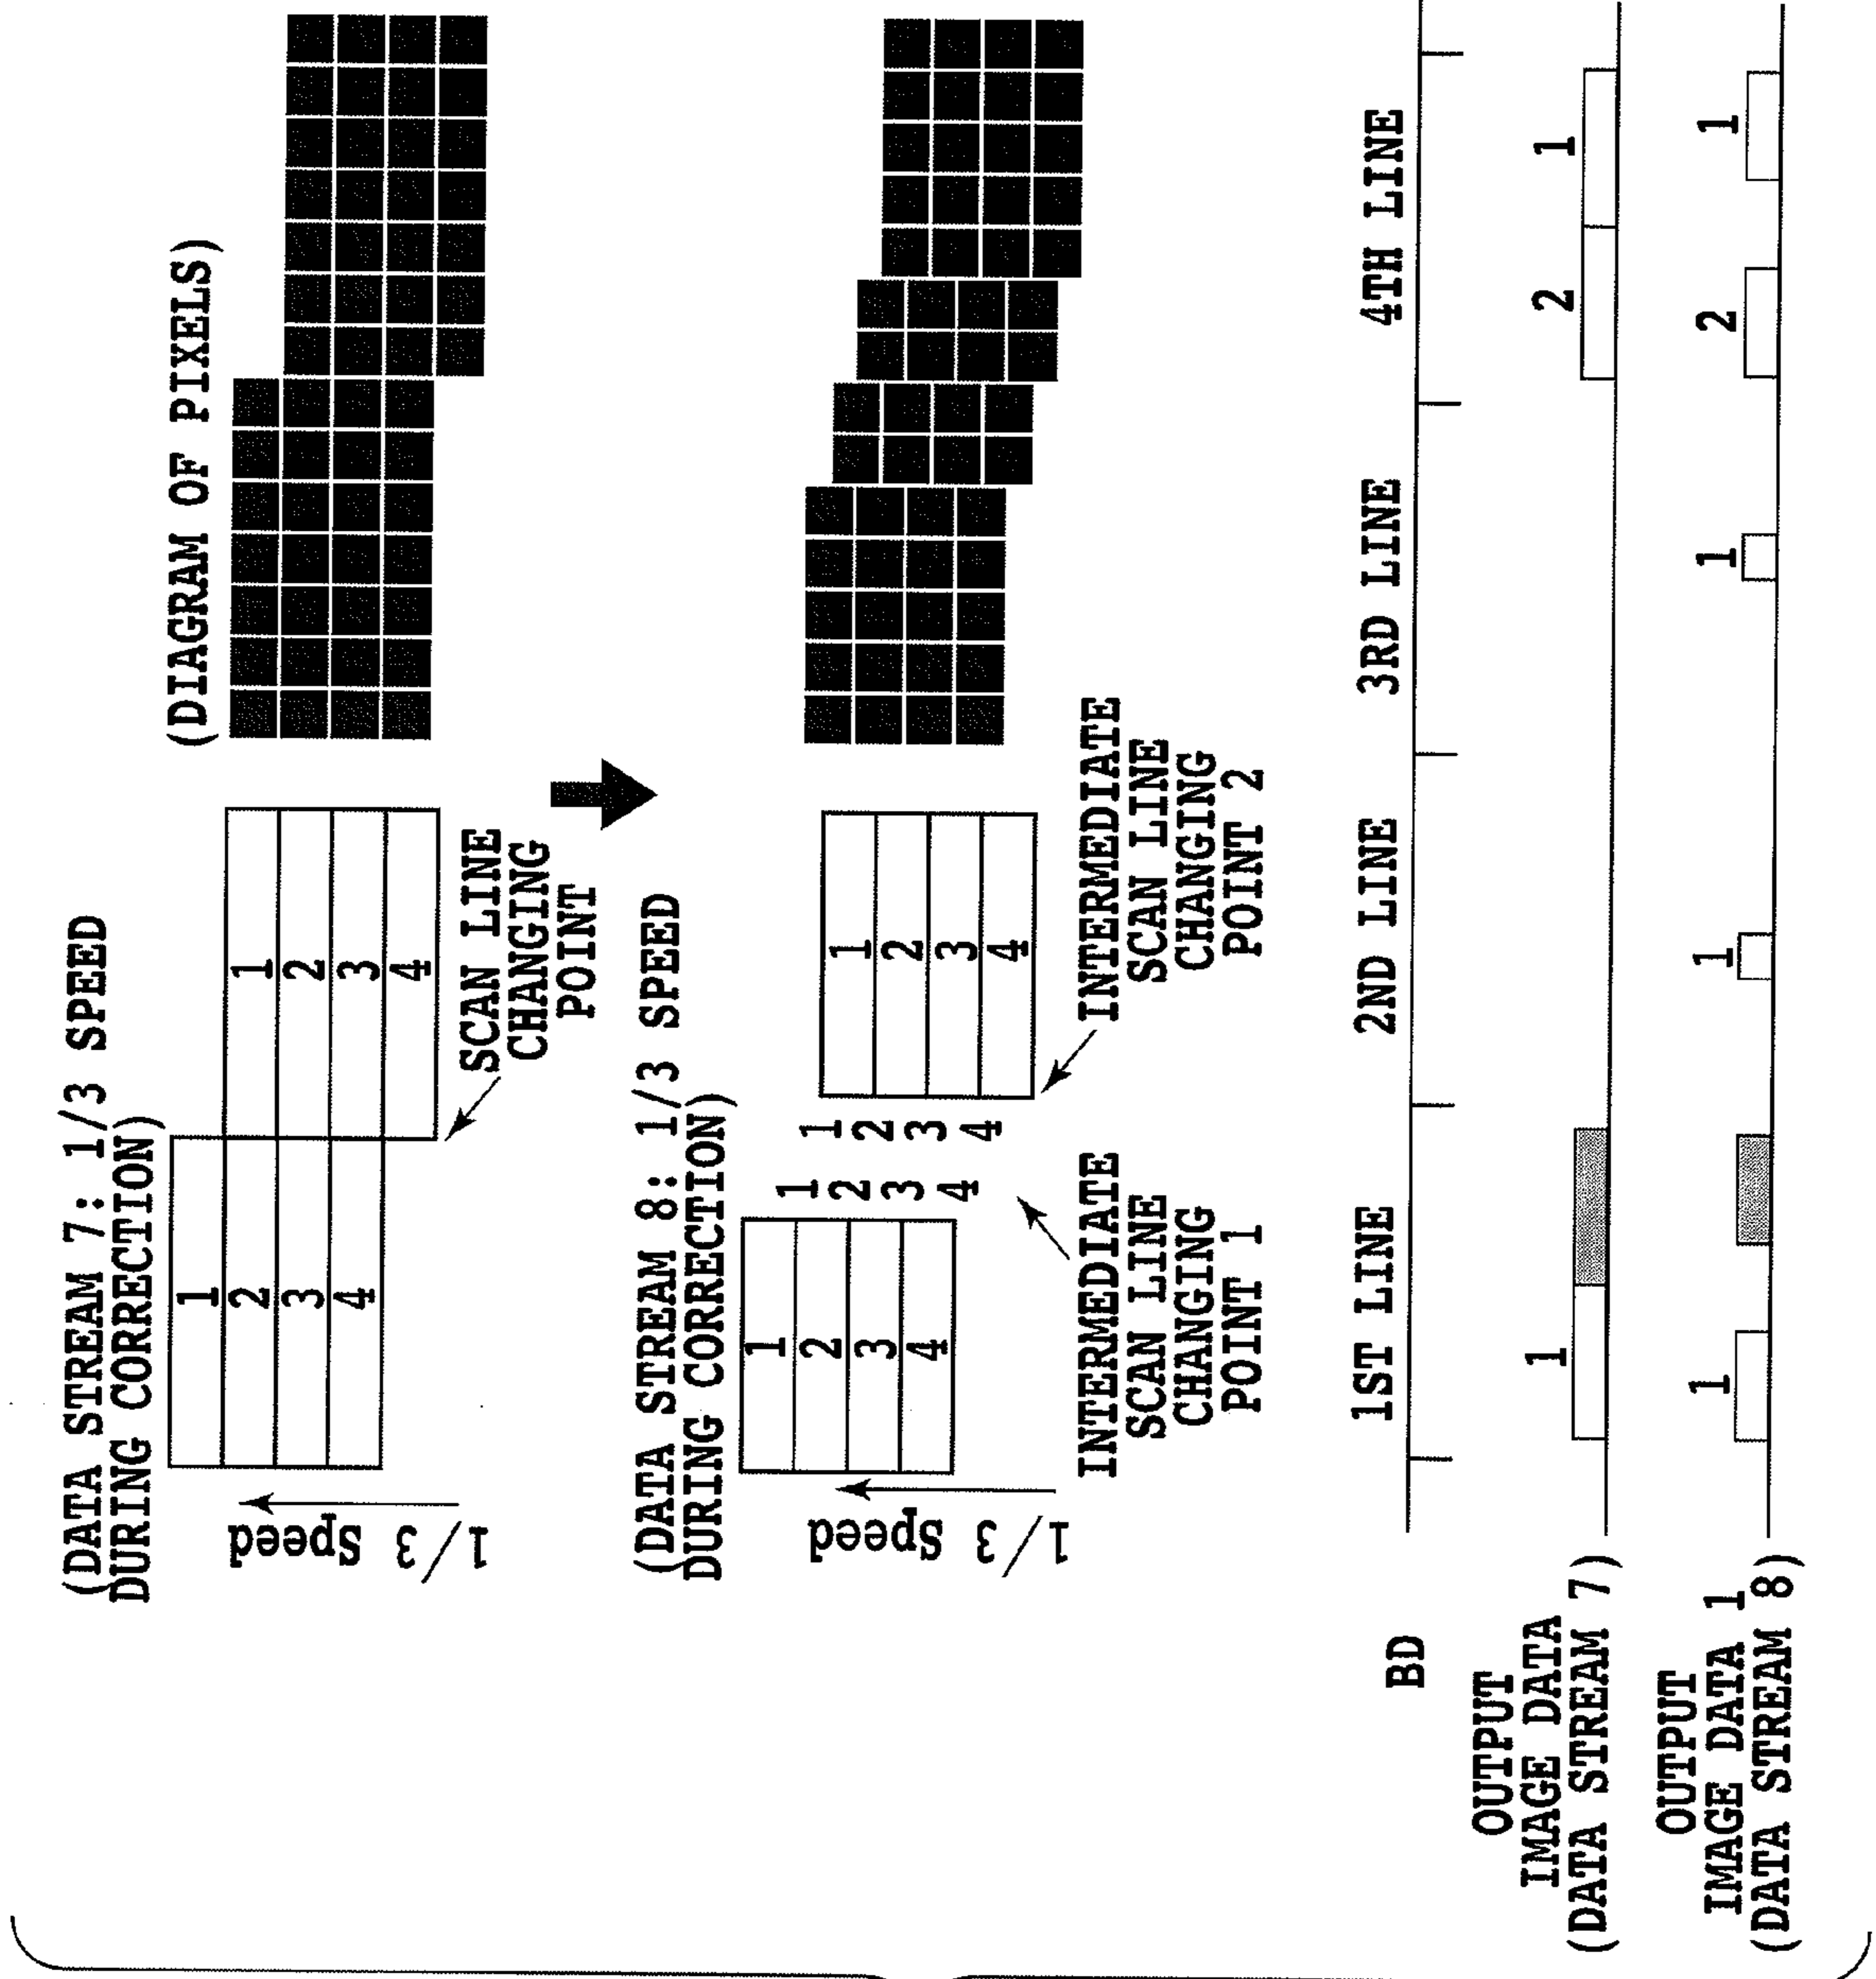 (DATA STREAM 7: 1/3 SPEED
DURING CORRECTION)
(DIAGRAM OF PIXELS)
1/3 Speed
1
2
3
4
1
2
3
4
SCAN LINE
CHANGING
POINT
(DATA STREAM 8: 1/3 SPEED
DURING CORRECTION)
1/3 Speed
1
2
3
4
1
2
3
4
1
2
3
4
1
2
3
4
INTERMEDIATE
SCAN LINE
CHANGING
POINT 1
INTERMEDIATE
SCAN LINE
CHANGING
POINT 2
1ST LINE
2ND LINE
3RD LINE
4TH LINE
BD
OUTPUT
IMAGE DATA
(DATA STREAM 7)
1
2
1
OUTPUT
IMAGE DATA 1
(DATA STREAM 8)
1
1
1
2
1